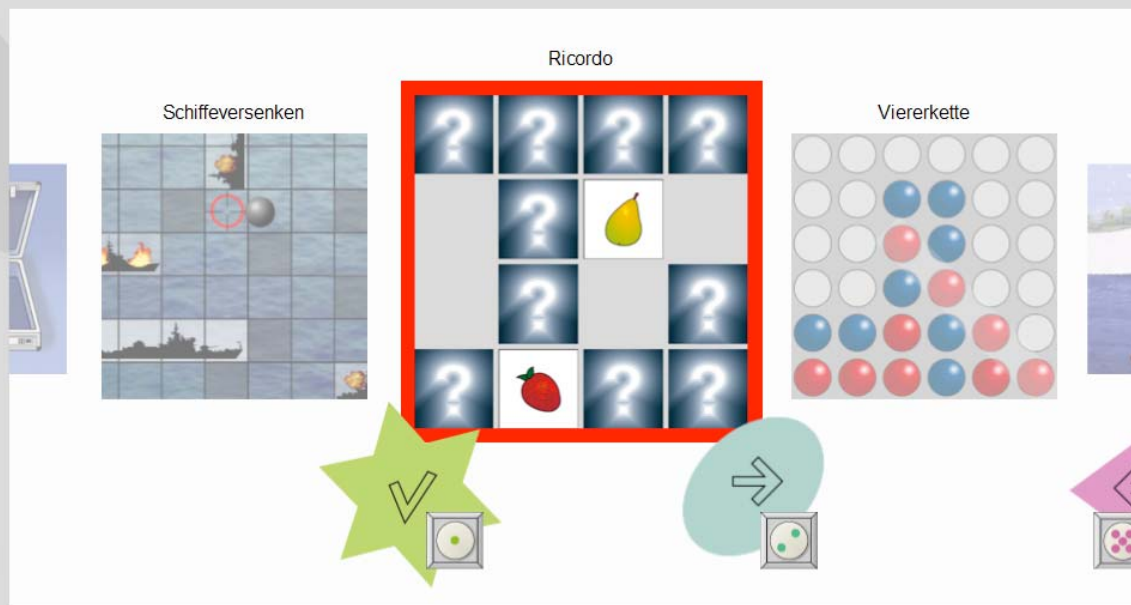 Ricordo
Schiffeversenken
Viererkette
? ? ? ?
?
? ?
? ? ?